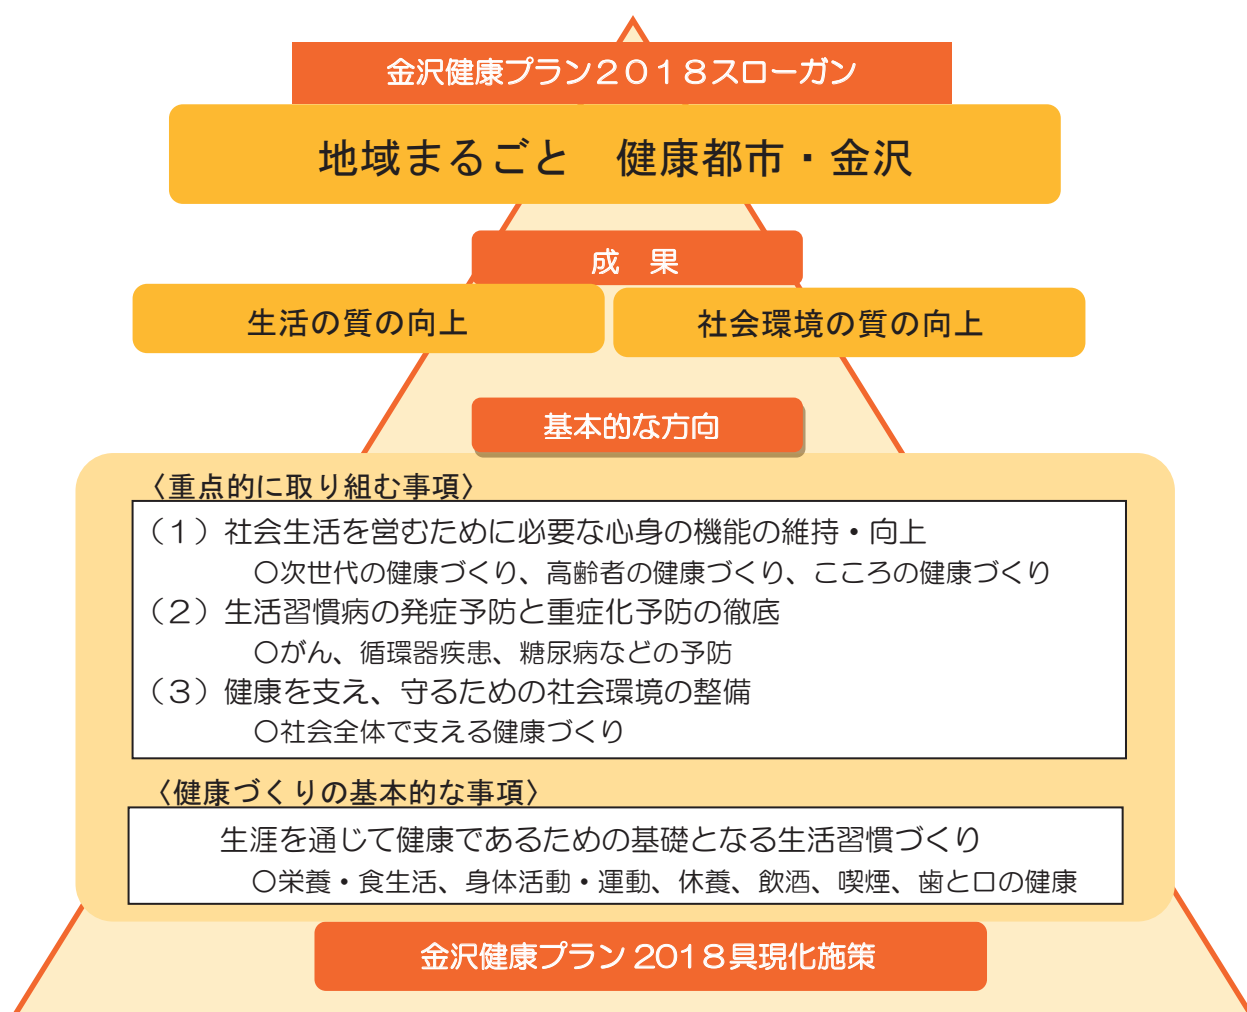 金沢健康プラン２０１８スローガン
地域まるごと　健康都市・金沢
成　果
生活の質の向上
社会環境の質の向上
基本的な方向
〈重点的に取り組む事項〉
（１）社会生活を営むために必要な心身の機能の維持・向上
○次世代の健康づくり、高齢者の健康づくり、こころの健康づくり
（２）生活習慣病の発症予防と重症化予防の徹底
○がん、循環器疾患、糖尿病などの予防
（３）健康を支え、守るための社会環境の整備
○社会全体で支える健康づくり
〈健康づくりの基本的な事項〉
生涯を通じて健康であるための基礎となる生活習慣づくり
○栄養・食生活、身体活動・運動、休養、飲酒、喫煙、歯と口の健康
金沢健康プラン 2018具現化施策